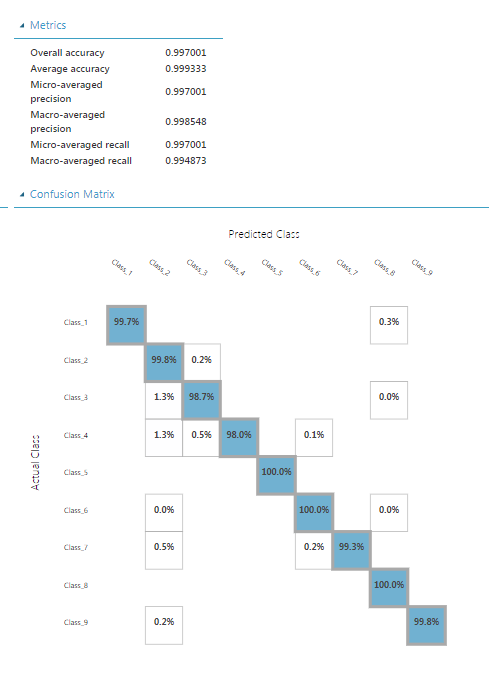 Metrics
Overall accuracy 0.997001
Average accuracy 0.999333
Micro-averaged precision 0.997001
Macro-averaged precision 0.998548
Micro-averaged recall 0.997001
Macro-averaged recall 0.994873
Confusion Matrix
Predicted Class
Class_1 Class_2 Class_3 Class_4 Class_5 Class_6 Class_7 Class_8 Class_9
Actual Class
Class_1 99.7% 0.3%
Class_2 99.8% 0.2%
Class_3 1.3% 98.7% 0.0%
Class_4 1.3% 0.5% 98.0% 0.1%
Class_5 100.0%
Class_6 0.0% 100.0% 0.0%
Class_7 0.5% 0.2% 99.3%
Class_8 100.0%
Class_9 0.2% 99.8%